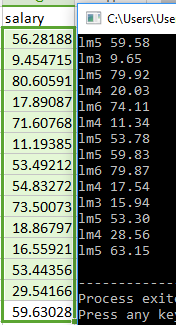 salary
56.28188
9.454715
80.60591
17.89087
71.60768
11.19385
53.49212
54.83272
73.50073
18.86797
16.55921
53.44356
29.54166
59.63028
C:\Users\Use
lm5 59.58
lm3 9.65
lm5 79.92
lm4 20.03
lm6 74.11
lm4 11.34
lm5 53.78
lm5 59.83
lm6 79.87
lm4 17.54
lm4 15.94
lm5 53.30
lm4 28.56
lm5 63.15
--------------
Process exite
Press any key